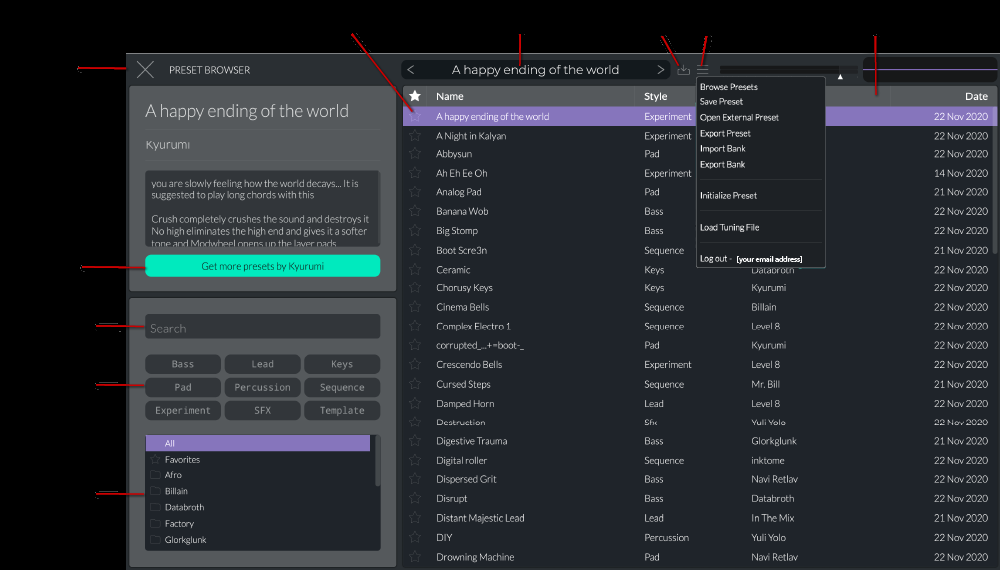 PRESET BROWSER
A happy ending of the world
Kyurumi
you are slowly feeling how the world decays... It is
suggested to play long chords with this
Crush completely crushes the sound and destroys it
No high eliminates the high end and gives it a softer
tone and Modwheel opens up the layer pads
Get more presets by Kyurumi
Search
Bass Lead Keys
Pad Percussion Sequence
Experiment SFX Template
All
Favorites
Afro
Billain
Databroth
Factory
Glorkglunk
< A happy ending of the world >
Name Style Date
A happy ending of the world Experiment 22 Nov 2020
A Night in Kalyan Experiment 22 Nov 2020
Abbysun Pad 22 Nov 2020
Ah Eh Ee Oh Experiment 14 Nov 2020
Analog Pad Pad 21 Nov 2020
Banana Wob Bass 22 Nov 2020
Big Stomp Bass 22 Nov 2020
Boot Scre3n Sequence 21 Nov 2020
Ceramic Keys Databroth 22 Nov 2020
Chorusy Keys Keys Kyurumi 22 Nov 2020
Cinema Bells Sequence Billain 22 Nov 2020
Complex Electro 1 Sequence Level 8 22 Nov 2020
corrupted_...+=boot-_ Pad Kyurumi 22 Nov 2020
Crescendo Bells Experiment Level 8 22 Nov 2020
Cursed Steps Sequence Mr. Bill 21 Nov 2020
Damped Horn Lead Level 8 22 Nov 2020
Destruction Sfx Yuli Yolo 22 Nov 2020
Digestive Trauma Bass Glorkglunk 21 Nov 2020
Digital roller Sequence inktome 22 Nov 2020
Dispersed Grit Bass Navi Retlav 22 Nov 2020
Disrupt Bass Databroth 22 Nov 2020
Distant Majestic Lead Lead In The Mix 21 Nov 2020
DIY Percussion Yuli Yolo 22 Nov 2020
Drowning Machine Pad Navi Retlav 22 Nov 2020
Browse Presets
Save Preset
Open External Preset
Export Preset
Import Bank
Export Bank
Initialize Preset
Load Tuning File
Log out - [your email address]